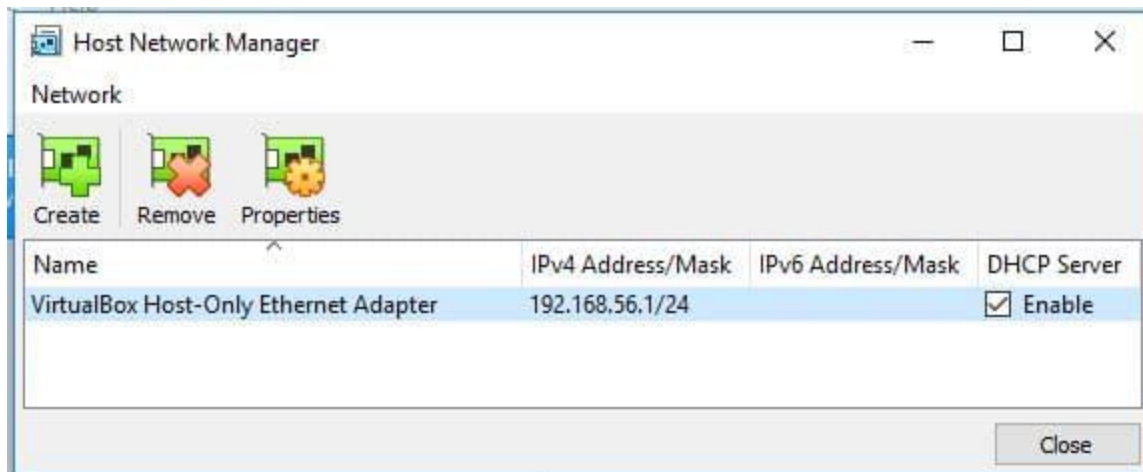 Help
Host Network Manager
Network
Create Remove Properties
Name IPv4 Address/Mask IPv6 Address/Mask DHCP Server
VirtualBox Host-Only Ethernet Adapter 192.168.56.1/24 Enable
Close